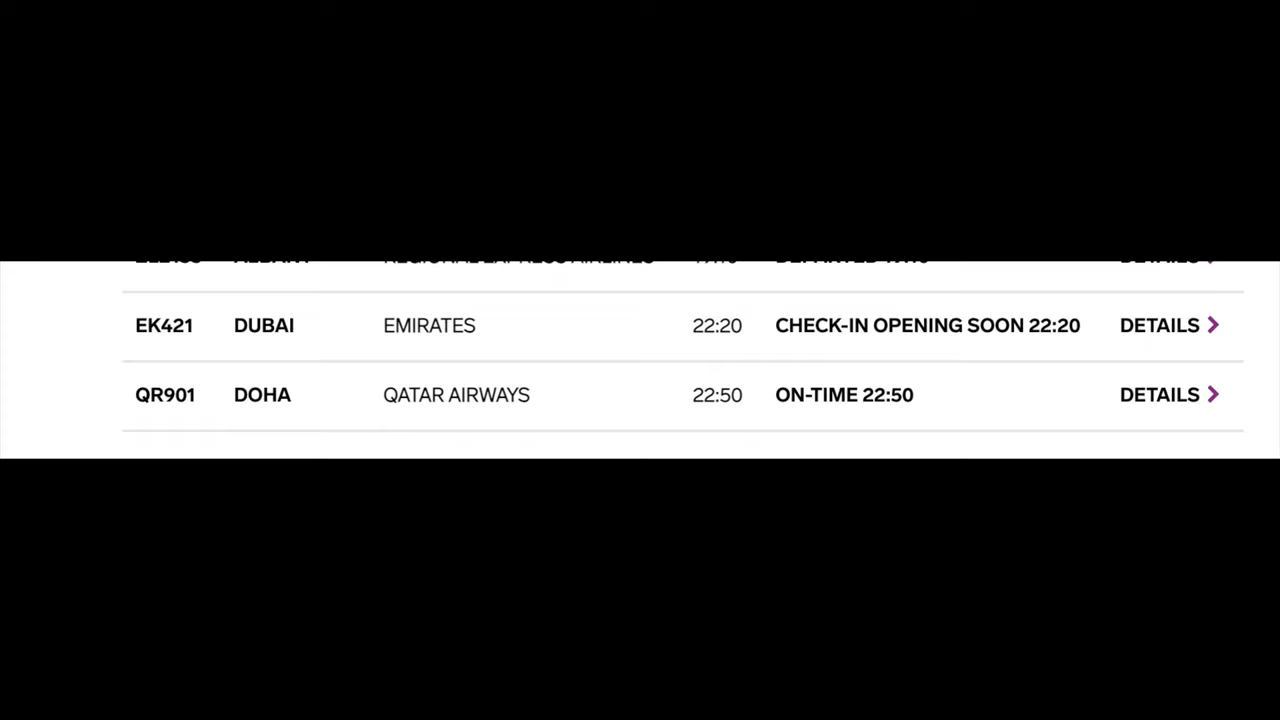 EK421 DUBAI EMIRATES 22:20 CHECK-IN OPENING SOON 22:20 DETAILS
QR901 DOHA QATAR AIRWAYS 22:50 ON-TIME 22:50 DETAILS